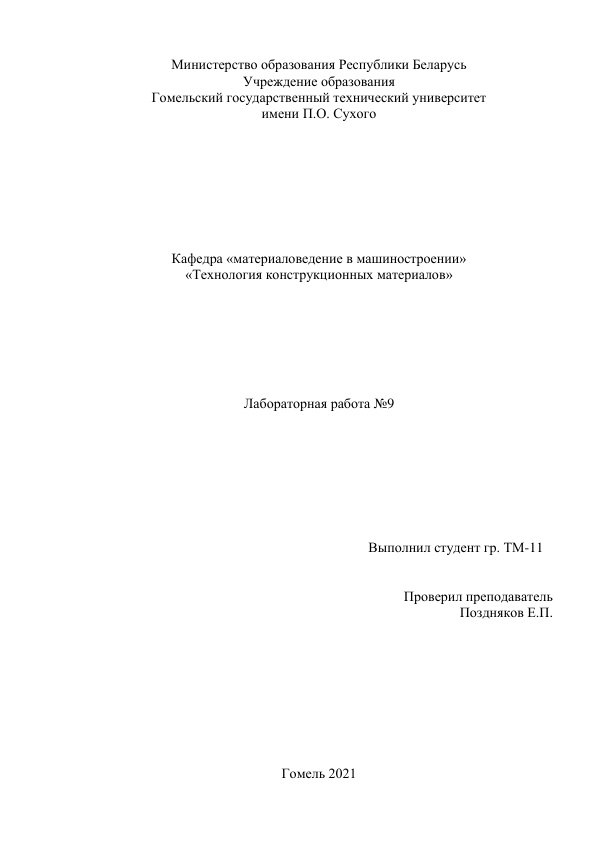 Министерство образования Республики Беларусь
Учреждение образования
Гомельский государственный технический университет
имени П.О. Сухого
Кафедра «материаловедение в машиностроении»
«Технология конструкционных материалов»
Лабораторная работа №9
Выполнил студент гр. ТМ-11
Проверил преподаватель
Поздняков Е.П.
Гомель 2021